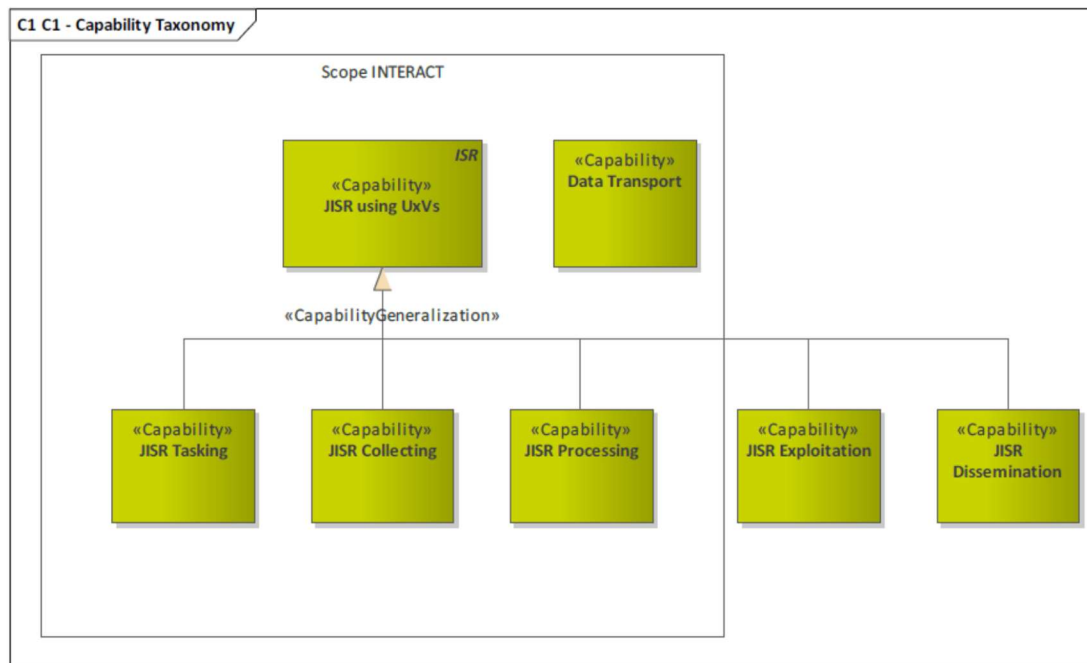 C1 C1 - Capability Taxonomy
Scope INTERACT
ISR
«Capability»
JISR using UxVs
«Capability»
Data Transport
«CapabilityGeneralization»
«Capability»
JISR Tasking
«Capability»
JISR Collecting
«Capability»
JISR Processing
«Capability»
JISR Exploitation
«Capability»
JISR
Dissemination